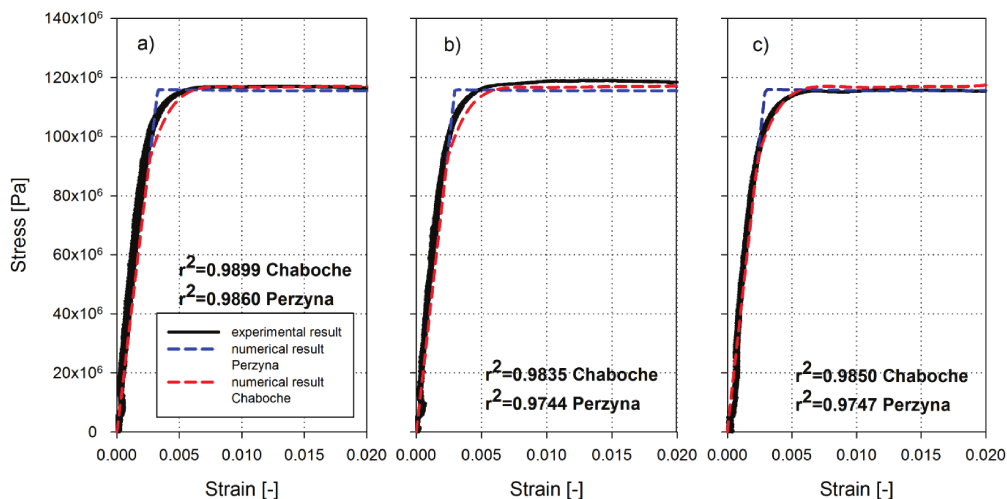 140x10⁶
120x10⁶
100x10⁶
80x10⁶
60x10⁶
40x10⁶
20x10⁶
0
Stress [Pa]
a)
r²=0.9899 Chaboche
r²=0.9860 Perzyna
experimental result
numerical result
Perzyna
numerical result
Chaboche
0.000 0.005 0.010 0.015 0.020
Strain [-]
b)
r²=0.9835 Chaboche
r²=0.9744 Perzyna
0.000 0.005 0.010 0.015 0.020
Strain [-]
c)
r²=0.9850 Chaboche
r²=0.9747 Perzyna
0.000 0.005 0.010 0.015 0.020
Strain [-]